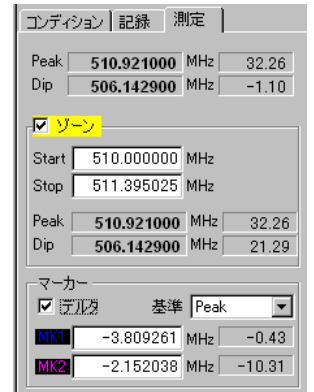 コンディション 記録 測定
Peak 510.921000 MHz 32.26
Dip 506.142900 MHz -1.10
ゾーン
Start 510.000000 MHz
Stop 511.395025 MHz
Peak 510.921000 MHz 32.26
Dip 506.142900 MHz 21.29
マーカー
デルタ 基準 Peak
MK1 -3.809261 MHz -0.43
MK2 -2.152038 MHz -10.31